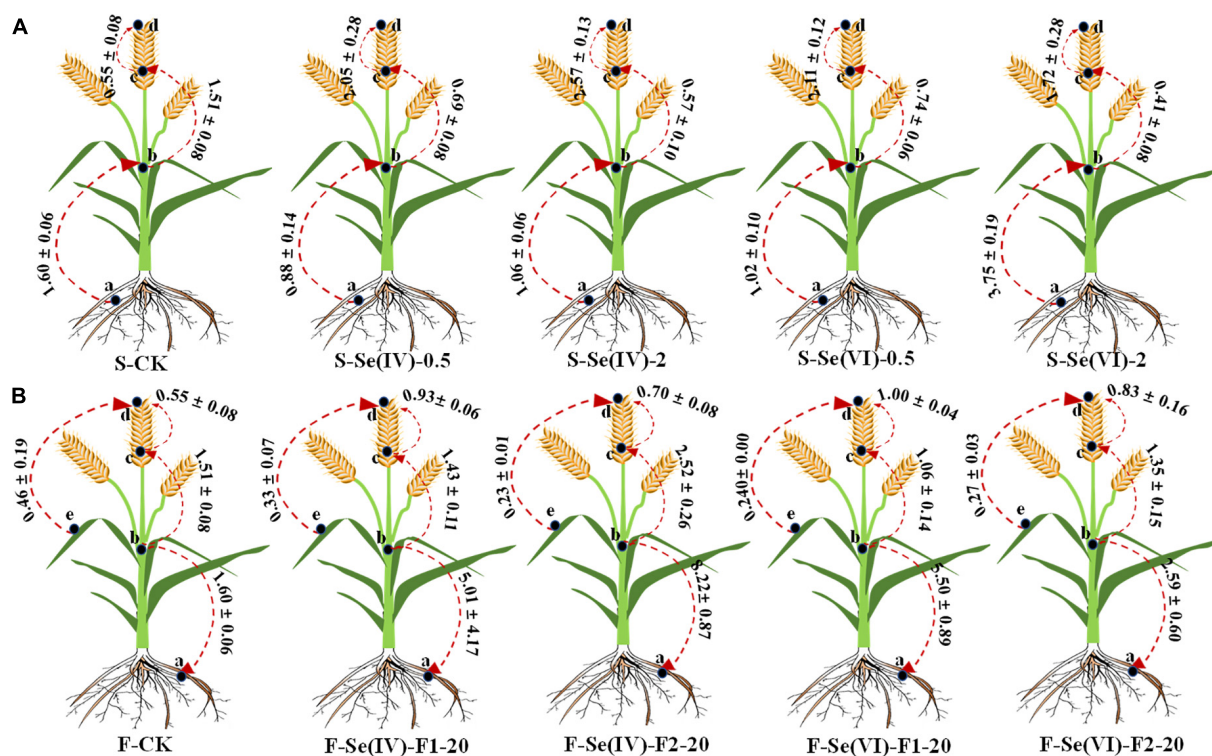 A
d
0.55 ± 0.08
c
1.51 ± 0.08
b
1.60 ± 0.06
a
S-CK
d
2.05 ± 0.28
c
0.69 ± 0.08
b
0.88 ± 0.14
a
S-Se(IV)-0.5
d
2.57 ± 0.13
c
0.57 ± 0.10
b
1.06 ± 0.06
a
S-Se(IV)-2
d
2.11 ± 0.12
c
0.74 ± 0.06
b
1.02 ± 0.10
a
S-Se(VI)-0.5
d
1.72 ± 0.28
c
0.41 ± 0.08
b
3.75 ± 0.19
a
S-Se(VI)-2
B
0.55 ± 0.08
d
0.46 ± 0.19
c
1.51 ± 0.08
e
b
1.60 ± 0.06
a
F-CK
0.93± 0.06
d
0.33 ± 0.07
c
1.43 ± 0.11
e
b
5.01 ± 4.17
a
F-Se(IV)-F1-20
0.70 ± 0.08
d
0.23 ± 0.01
c
2.52 ± 0.26
e
b
8.22± 0.87
a
F-Se(IV)-F2-20
1.00 ± 0.04
d
0.240± 0.00
c
1.06 ± 0.14
e
b
5.50 ± 0.89
a
F-Se(VI)-F1-20
0.83 ± 0.16
d
0.27 ± 0.03
c
1.35 ± 0.15
e
b
2.59 ± 0.60
a
F-Se(VI)-F2-20